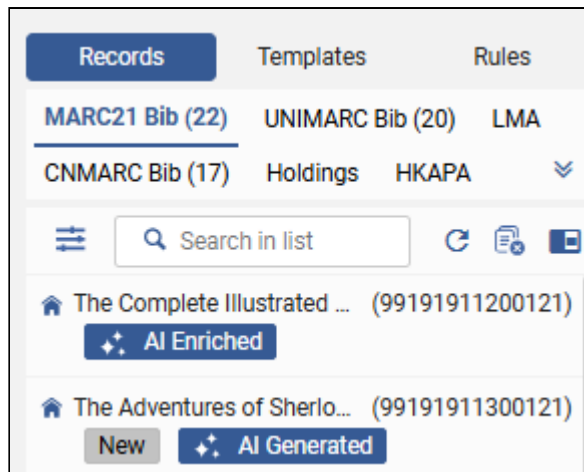 Records Templates Rules
MARC21 Bib (22) UNIMARC Bib (20) LMA
CNMARC Bib (17) Holdings HKAPA
Search in list
The Complete Illustrated ... (99191911200121)
AI Enriched
The Adventures of Sherlo... (99191911300121)
New AI Generated